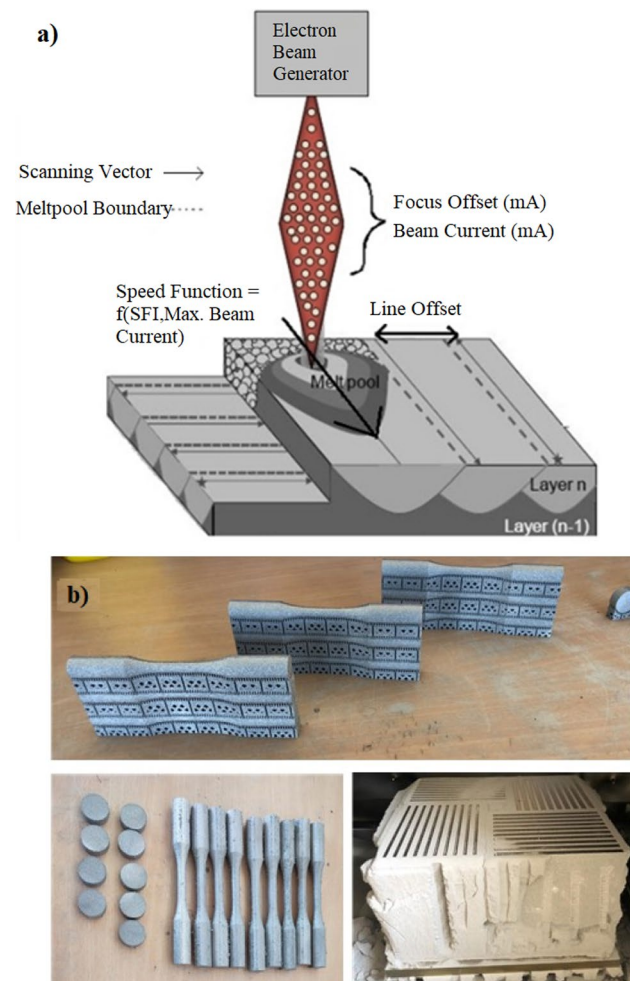 a)
Electron
Beam
Generator
Scanning Vector
Meltpool Boundary
Focus Offset (mA)
Beam Current (mA)
Speed Function =
f(SFI,Max. Beam
Current)
Line Offset
Melt pool
Layer n
Layer (n-1)
b)